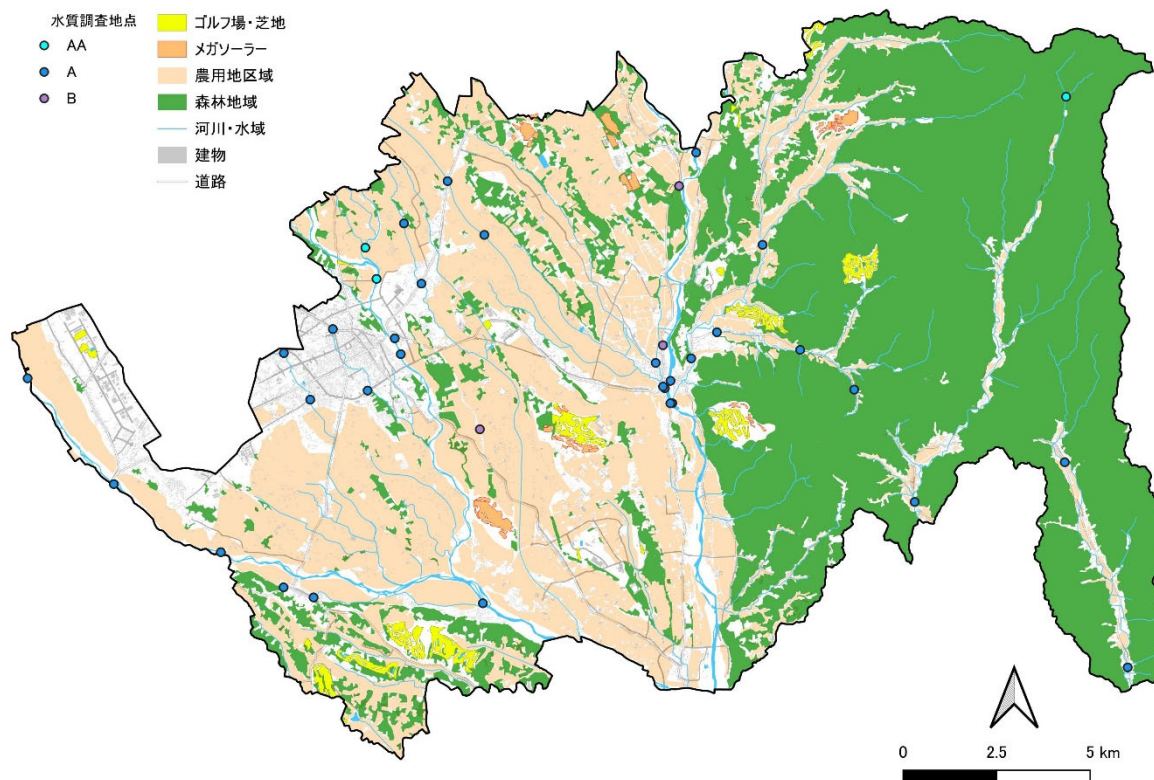 水質調査地点
AA
A
B
ゴルフ場・芝地
メガソーラー
農用地区域
森林地域
河川・水域
建物
道路
0 2.5 5 km